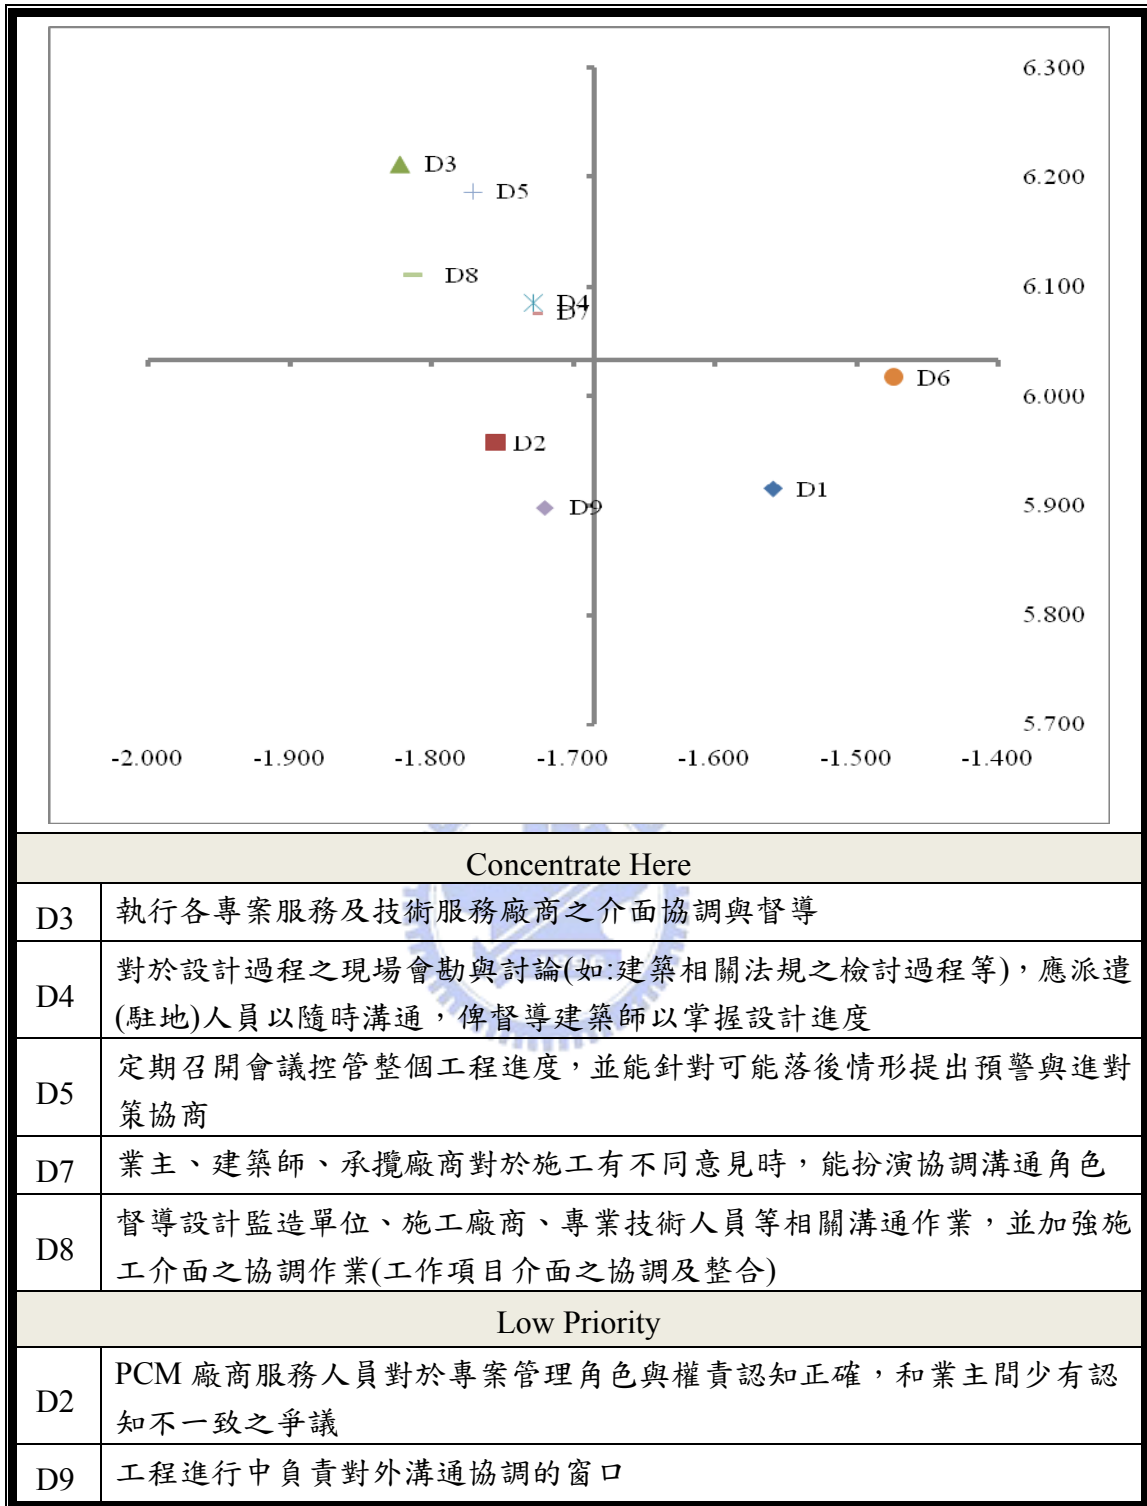 6.300
D3
6.200
D5
D8
6.100
D4
D7
D6
6.000
D2
D1
D9
5.900
5.800
5.700
-2.000 -1.900 -1.800 -1.700 -1.600 -1.500 -1.400
Concentrate Here
D3 執行各專案服務及技術服務廠商之介面協調與督導
D4 對於設計過程之現場會勘與討論(如:建築相關法規之檢討過程等)，應派遣
(駐地)人員以隨時溝通，俾督導建築師以掌握設計進度
D5 定期召開會議控管整個工程進度，並能針對可能落後情形提出預警與進對
策協商
D7 業主、建築師、承攬廠商對於施工有不同意見時，能扮演協調溝通角色
D8 督導設計監造單位、施工廠商、專業技術人員等相關溝通作業，並加強施
工介面之協調作業(工作項目介面之協調及整合)
Low Priority
D2 PCM 廠商服務人員對於專案管理角色與權責認知正確，和業主間少有認
知不一致之爭議
D9 工程進行中負責對外溝通協調的窗口